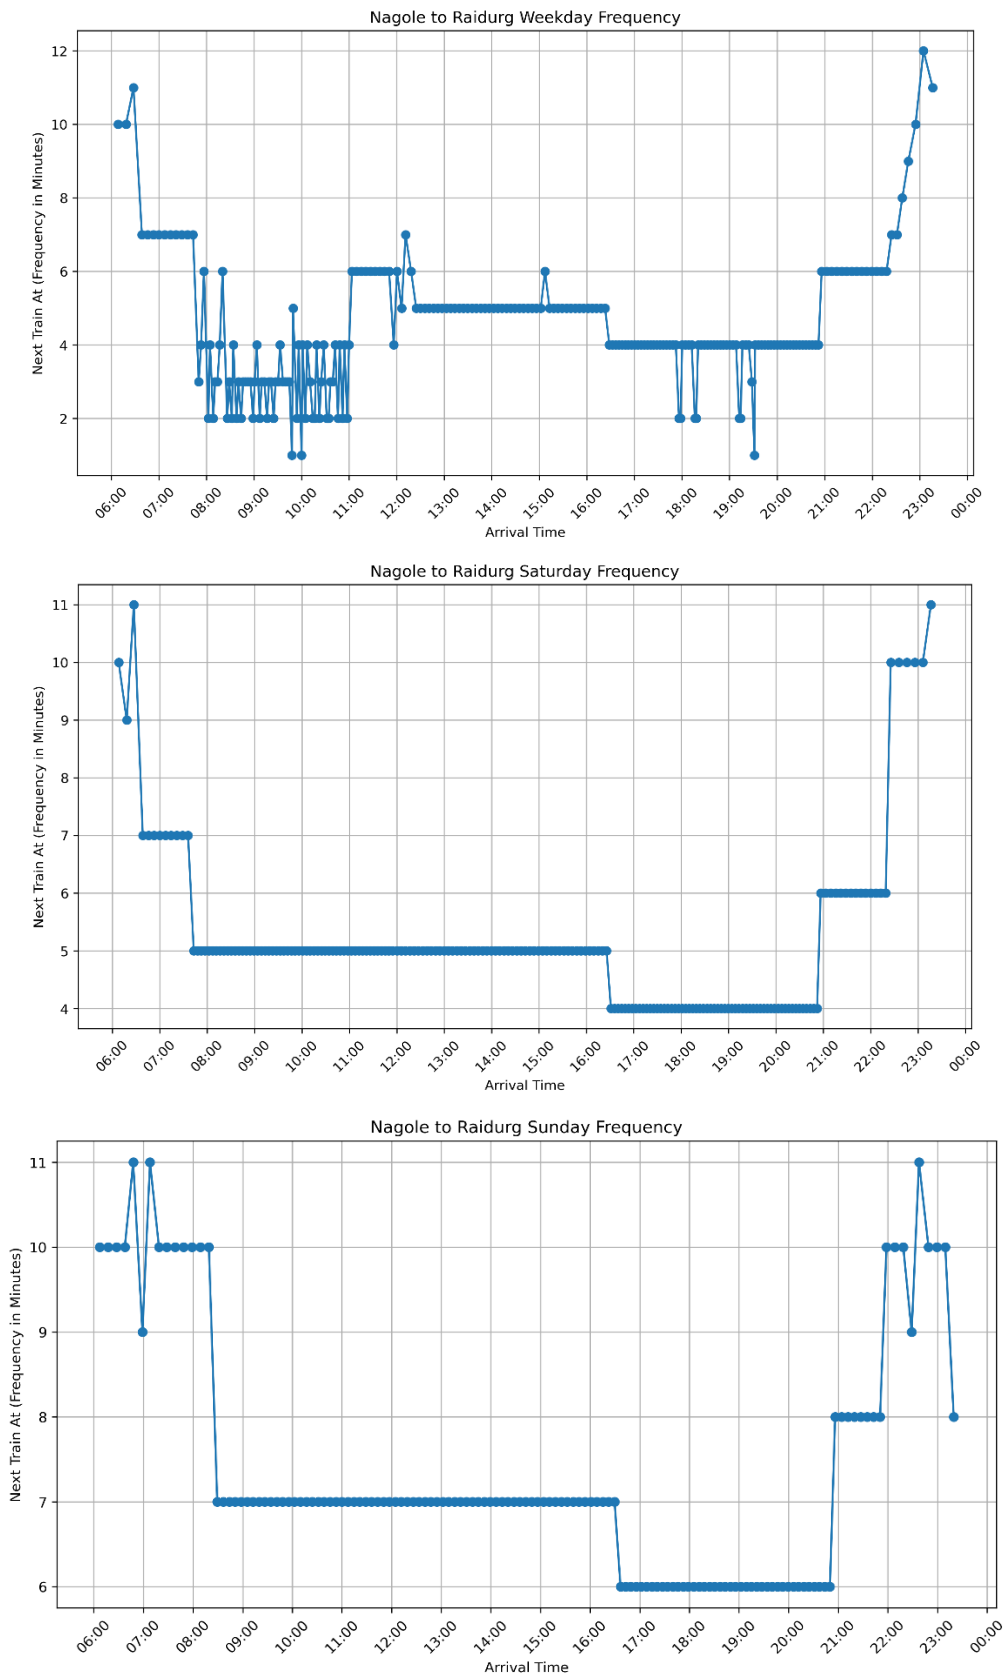 Nagole to Raidurg Weekday Frequency
Next Train At (Frequency in Minutes)
12
10
8
6
4
2
06:00 07:00 08:00 09:00 10:00 11:00 12:00 13:00 14:00 15:00 16:00 17:00 18:00 19:00 20:00 21:00 22:00 23:00 00:00
Arrival Time
Nagole to Raidurg Saturday Frequency
Next Train At (Frequency in Minutes)
11
10
9
8
7
6
5
4
06:00 07:00 08:00 09:00 10:00 11:00 12:00 13:00 14:00 15:00 16:00 17:00 18:00 19:00 20:00 21:00 22:00 23:00 00:00
Arrival Time
Nagole to Raidurg Sunday Frequency
Next Train At (Frequency in Minutes)
11
10
9
8
7
6
06:00 07:00 08:00 09:00 10:00 11:00 12:00 13:00 14:00 15:00 16:00 17:00 18:00 19:00 20:00 21:00 22:00 23:00 00:00
Arrival Time